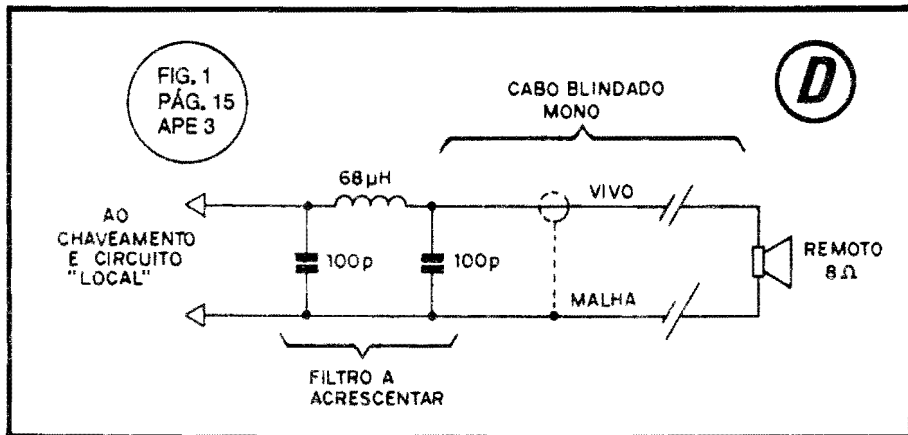 FIG. 1
PÁG. 15
APE 3
D
CABO BLINDADO
MONO
68µH
VIVO
AO
CHAVEAMENTO
E CIRCUITO
"LOCAL"
100p
100p
REMOTO
8Ω
MALHA
FILTRO A
ACRESCENTAR